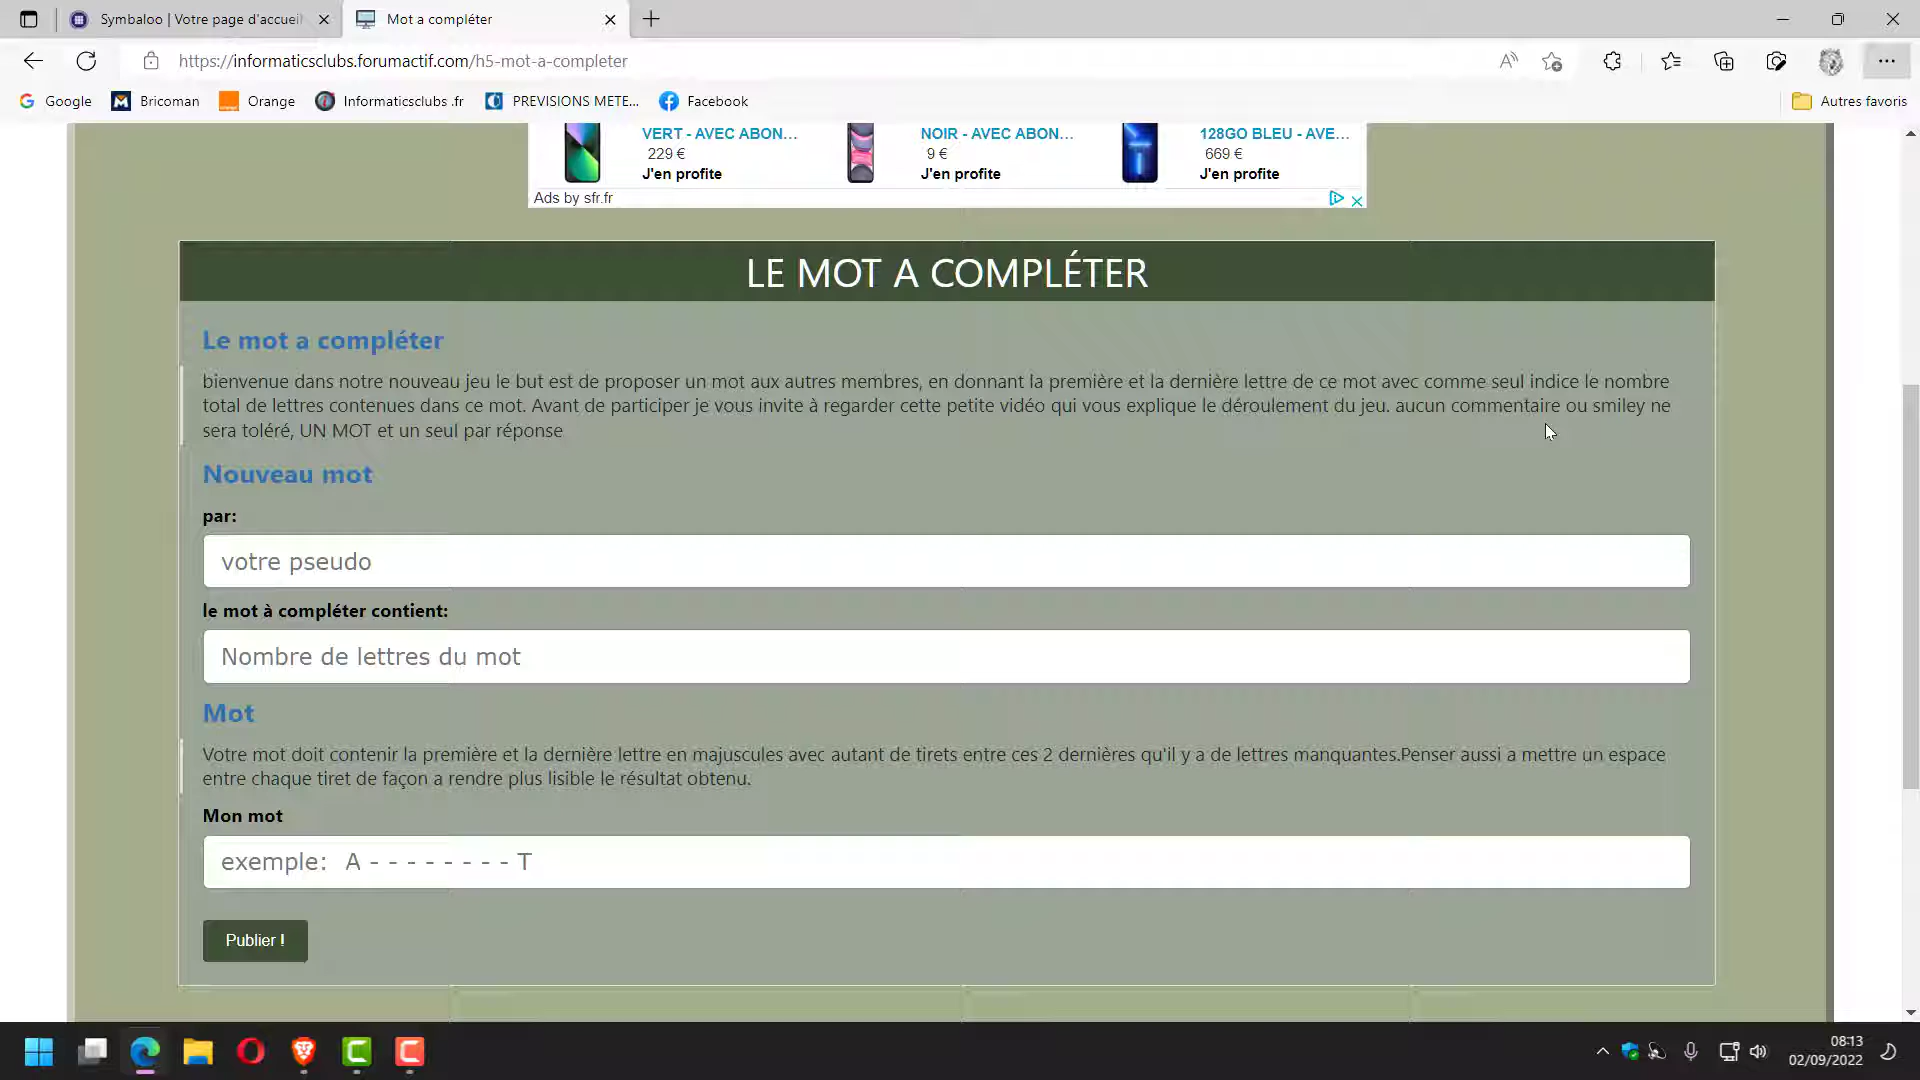 Symbaloo | Votre page d'accueil
Mot a compléter
https://informaticsclubs.forumactif.com/h5-mot-a-completer
Google
Bricoman
Orange
Informaticsclubs .fr
PREVISIONS METE...
Facebook
Autres favoris
VERT - AVEC ABON...
229 €
J'en profite
NOIR - AVEC ABON...
9 €
J'en profite
128GO BLEU - AVE...
669 €
J'en profite
Ads by sfr.fr
LE MOT A COMPLÉTER
Le mot a compléter
bienvenue dans notre nouveau jeu le but est de proposer un mot aux autres membres, en donnant la première et la dernière lettre de ce mot avec comme seul indice le nombre
total de lettres contenues dans ce mot. Avant de participer je vous invite à regarder cette petite vidéo qui vous explique le déroulement du jeu. aucun commentaire ou smiley ne
sera toléré, UN MOT et un seul par réponse
Nouveau mot
par:
votre pseudo
le mot à compléter contient:
Nombre de lettres du mot
Mot
Votre mot doit contenir la première et la dernière lettre en majuscules avec autant de tirets entre ces 2 dernières qu'il y a de lettres manquantes.Penser aussi a mettre un espace
entre chaque tiret de façon a rendre plus lisible le résultat obtenu.
Mon mot
exemple: A - - - - - - - - T
Publier !
08:13
02/09/2022